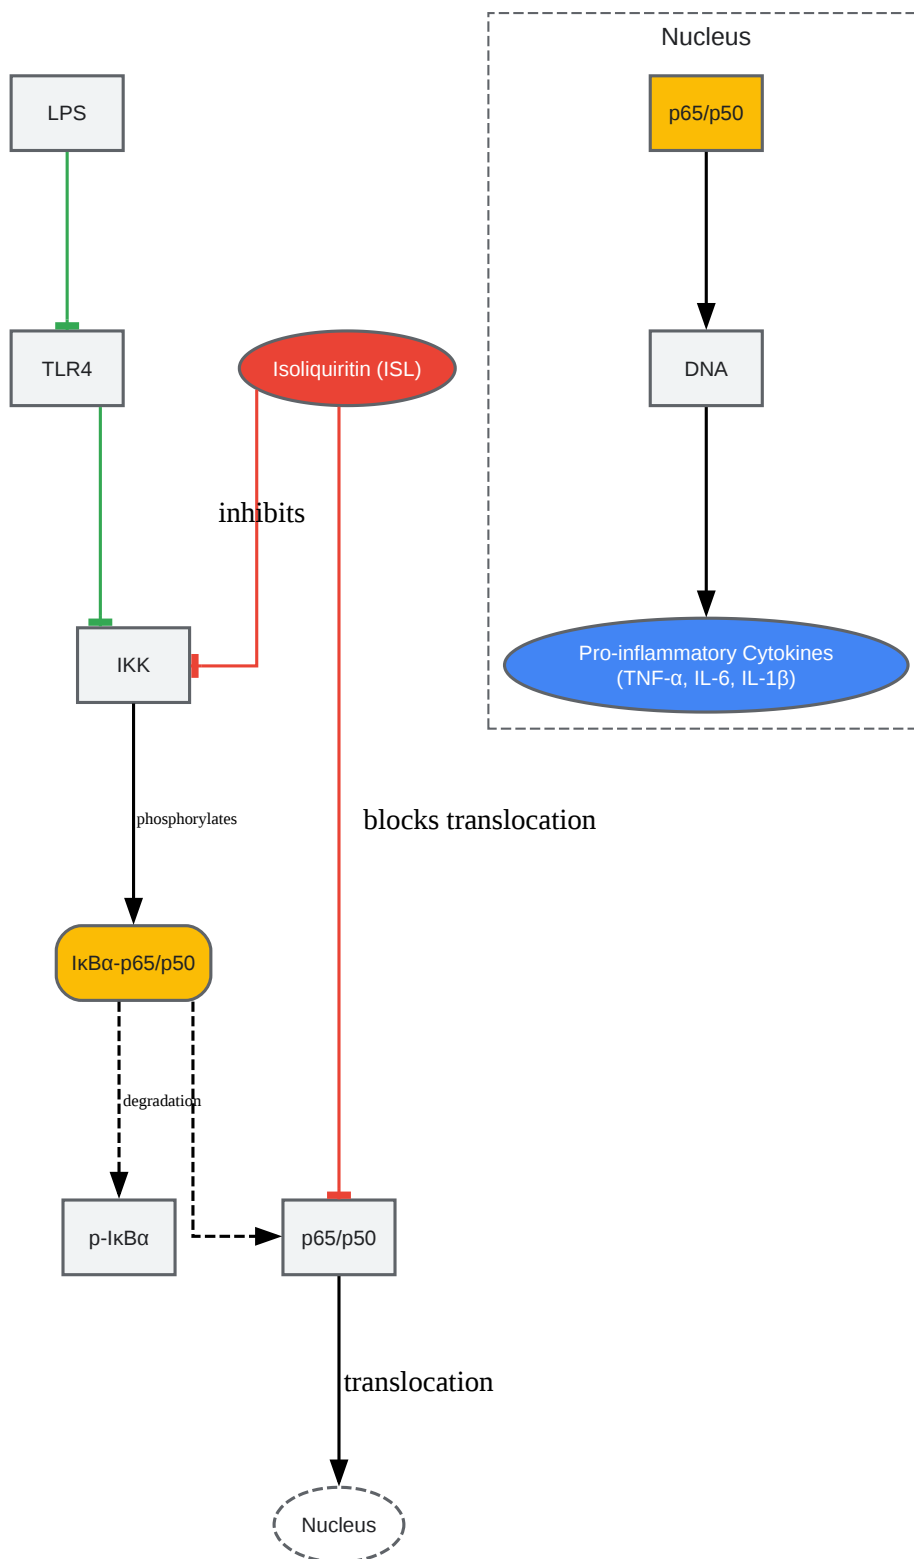 Nucleus
LPS
p65/p50
TLR4
Isoliquiritin (ISL)
DNA
inhibits
IKK
Pro-inflammatory Cytokines
(TNF-α, IL-6, IL-1β)
phosphorylates
blocks translocation
IκBα-p65/p50
degradation
p-IκBα
p65/p50
translocation
Nucleus